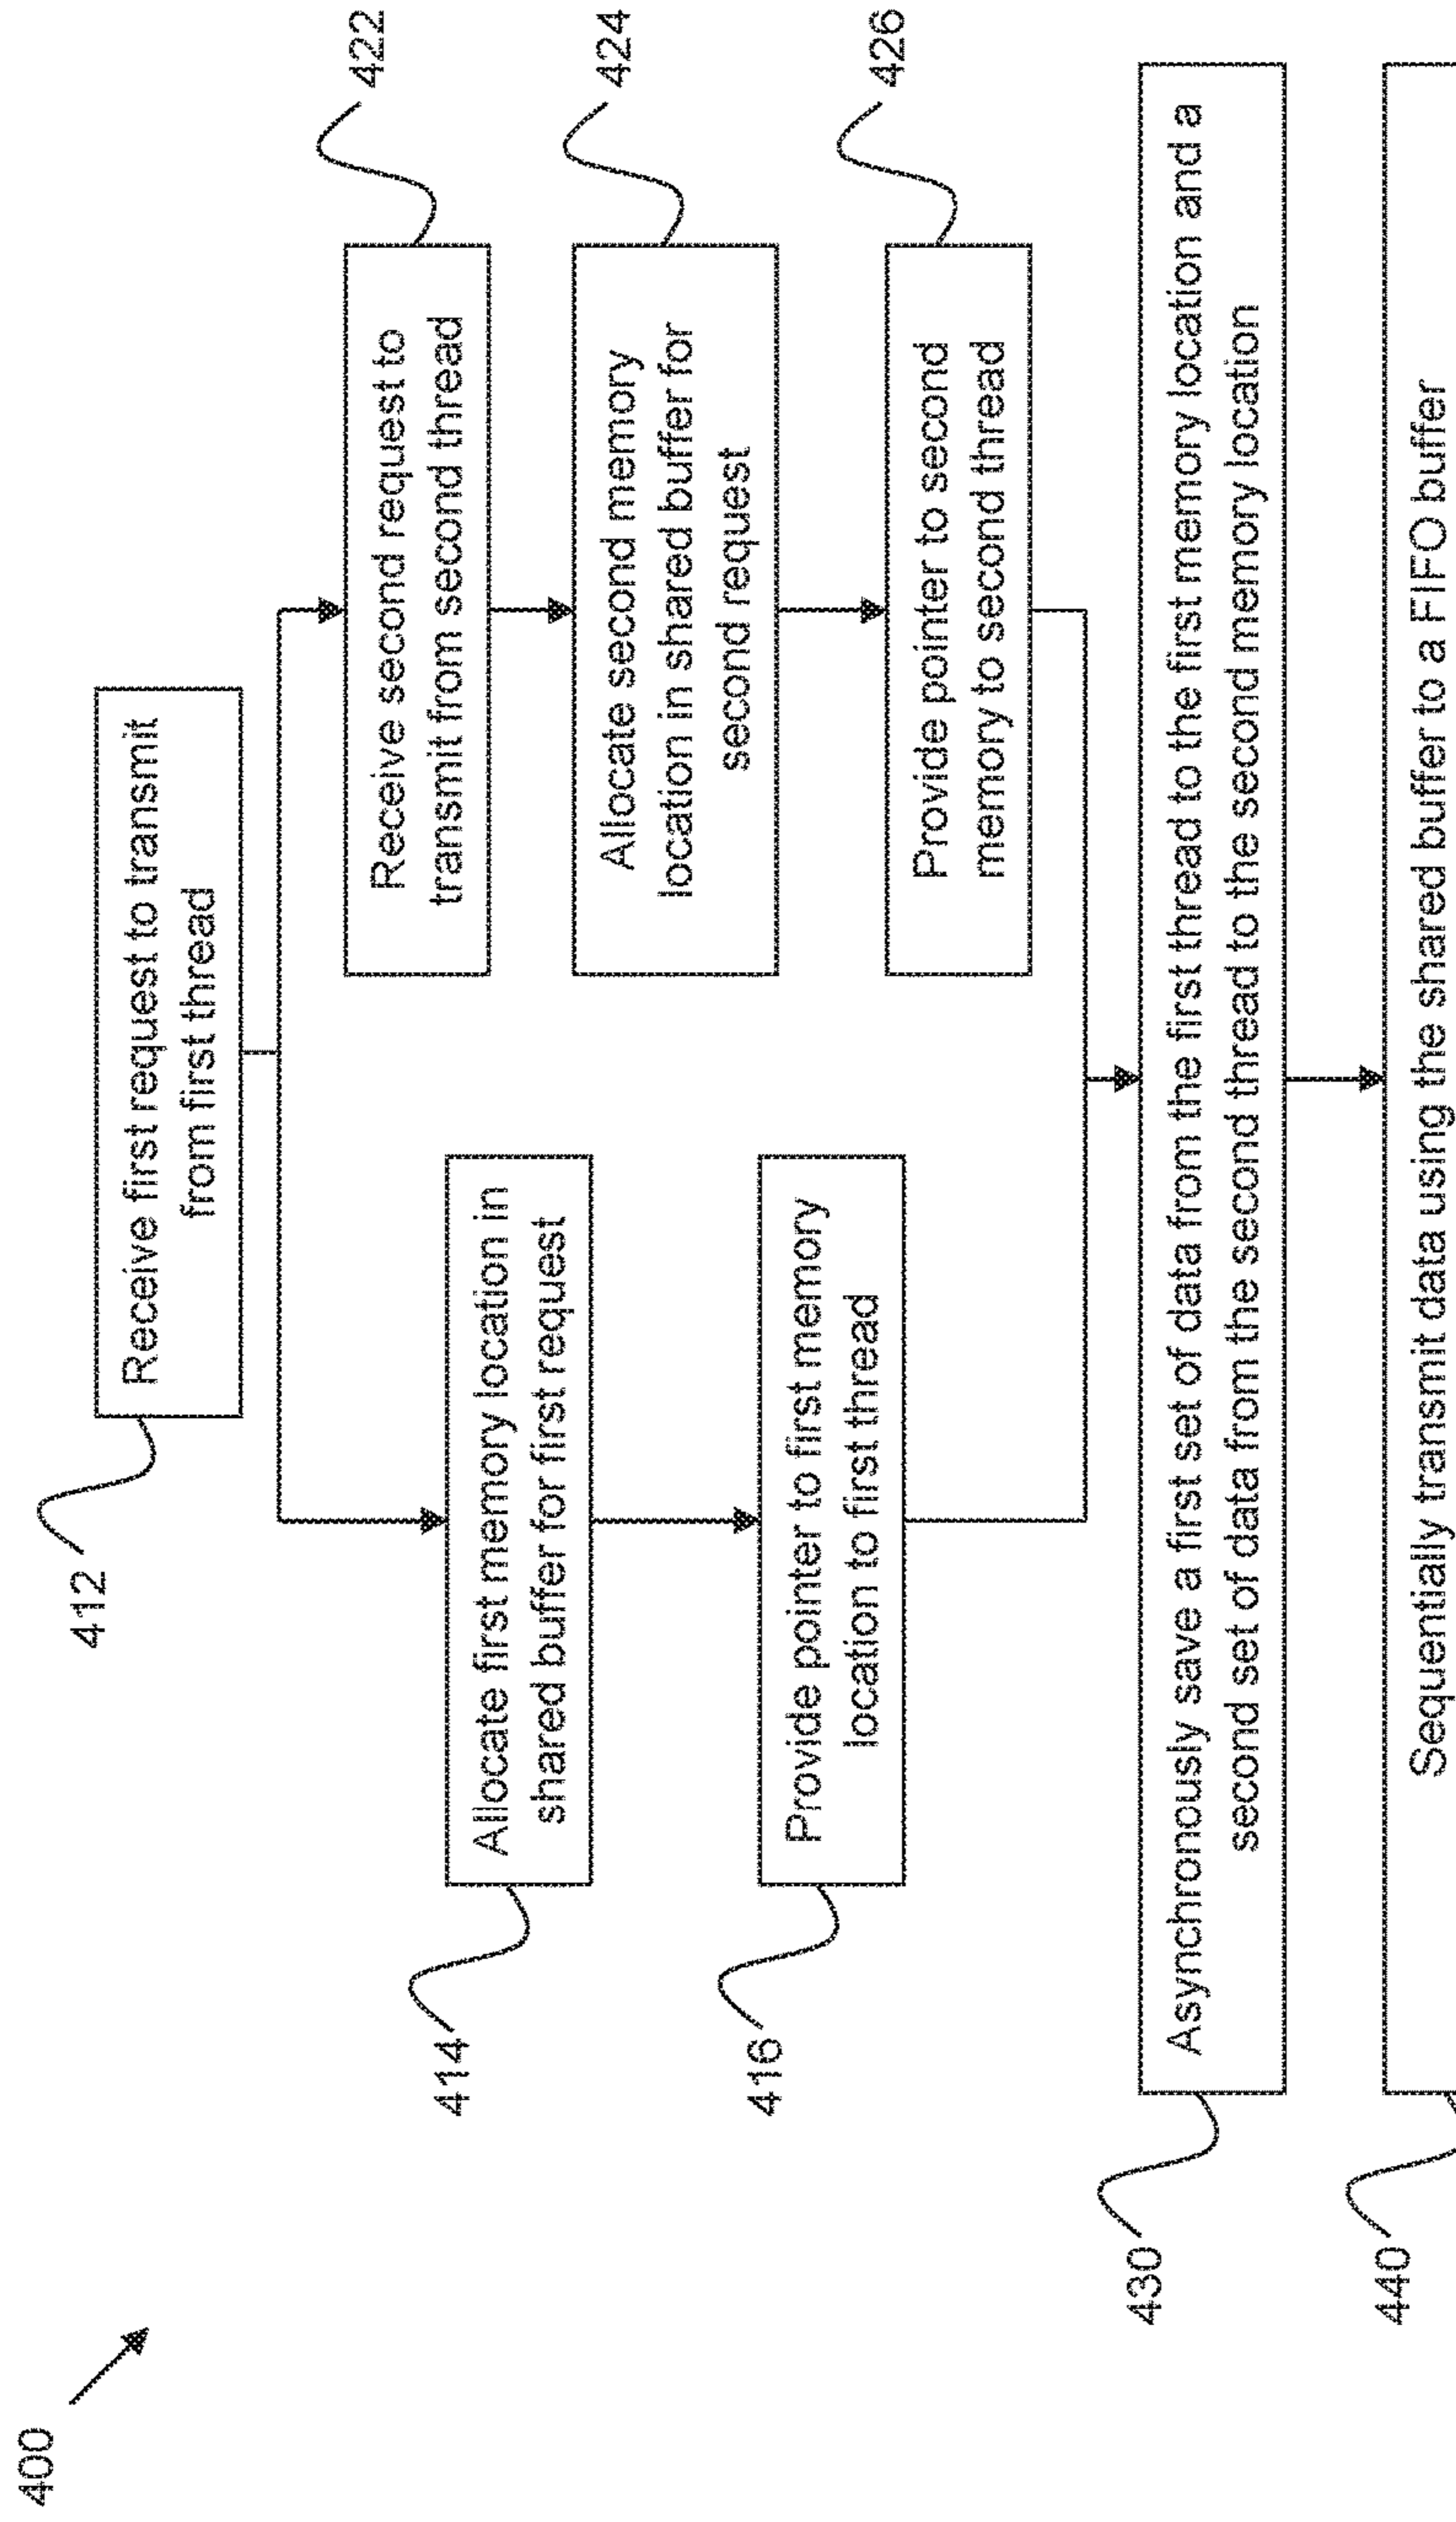 400
412
Receive first request to transmit
from first thread
422
Receive second request to
transmit from second thread
414
Allocate first memory location in
shared buffer for first request
424
Allocate second memory
location in shared buffer for
second request
416
Provide pointer to first memory
location to first thread
426
Provide pointer to second
memory to second thread
430
Asynchronously save a first set of data from the first thread to the first memory location and a
second set of data from the second thread to the second memory location
440
Sequentially transmit data using the shared buffer to a FIFO buffer